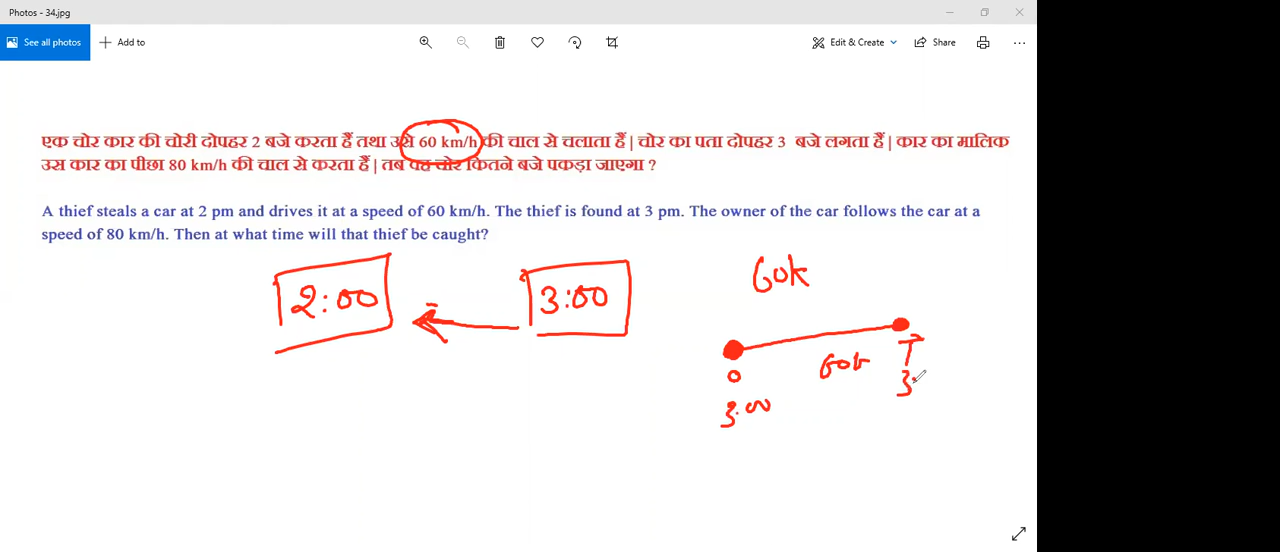 Photos - 34.jpg
See all photos
Add to
Edit & Create
Share
एक चोर कार की चोरी दोपहर 2 बजे करता हैं तथा उसे 60 km/h की चाल से चलाता हैं | चोर का पता दोपहर 3 बजे लगता हैं | कार का मालिक
उस कार का पीछा 80 km/h की चाल से करता हैं | तब वह चोर कितने बजे पकड़ा जाएगा ?
A thief steals a car at 2 pm and drives it at a speed of 60 km/h. The thief is found at 3 pm. The owner of the car follows the car at a
speed of 80 km/h. Then at what time will that thief be caught?
2:00
3:00
60k
60k
O
T
3:00
3